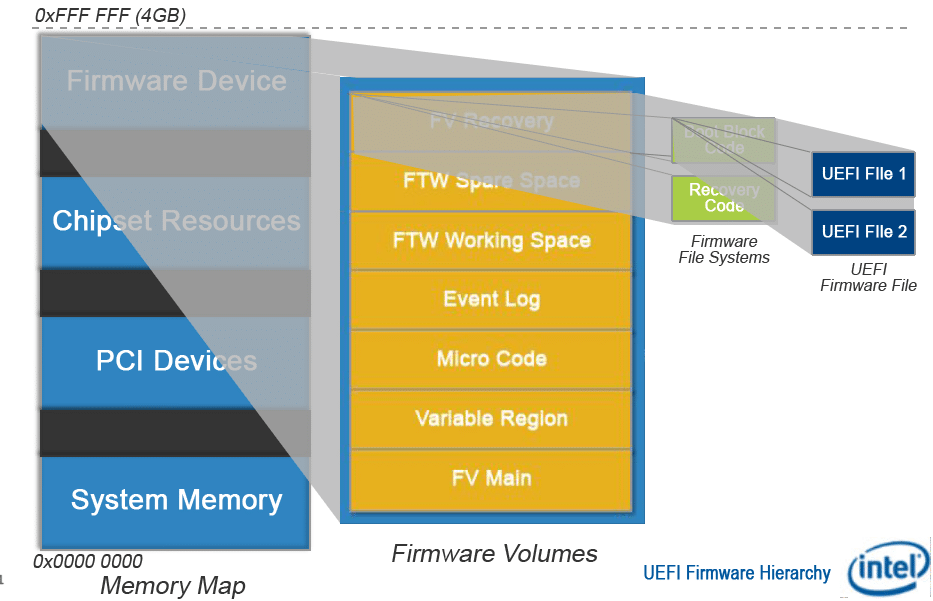 0xFFF FFF (4GB)
Firmware Device
Chipset Resources
PCI Devices
System Memory
0x0000 0000
Memory Map
FV Recovery
FTW Spare Space
FTW Working Space
Event Log
Micro Code
Variable Region
FV Main
Firmware Volumes
Boot Block
Code
Recovery
Code
Firmware
File Systems
UEFI FIle 1
UEFI FIle 2
UEFI
Firmware File
UEFI Firmware Hierarchy
intel
1